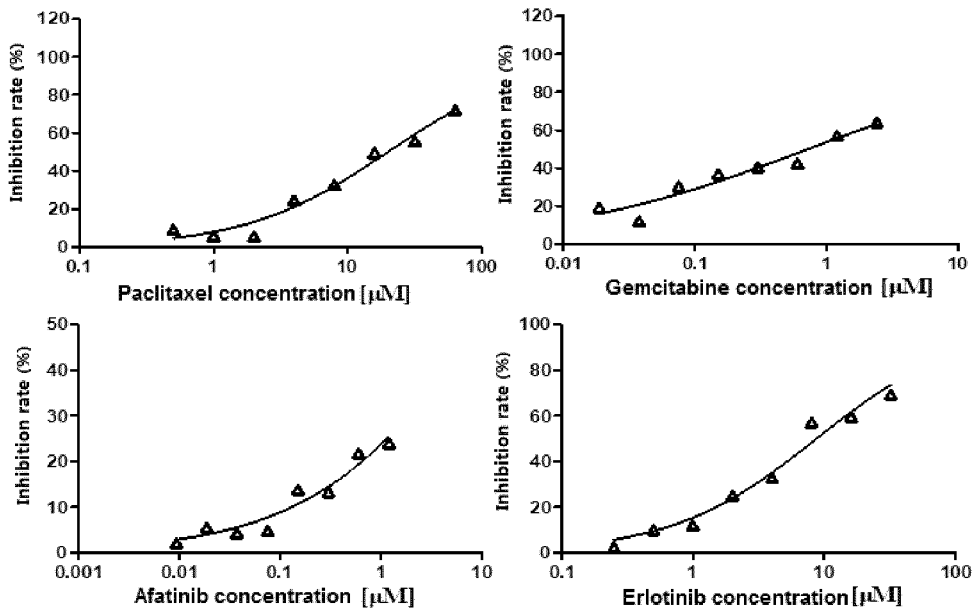 120
100
80
60
40
20
0
Inhibition rate (%)
0.1 1 10 100
Paclitaxel concentration [μM]
120
100
80
60
40
20
0
Inhibition rate (%)
0.01 0.1 1 10
Gemcitabine concentration [μM]
50
40
30
20
10
0
Inhibition rate (%)
0.001 0.01 0.1 1 10
Afatinib concentration [μM]
100
80
60
40
20
0
Inhibition rate (%)
0.1 1 10 100
Erlotinib concentration [μM]